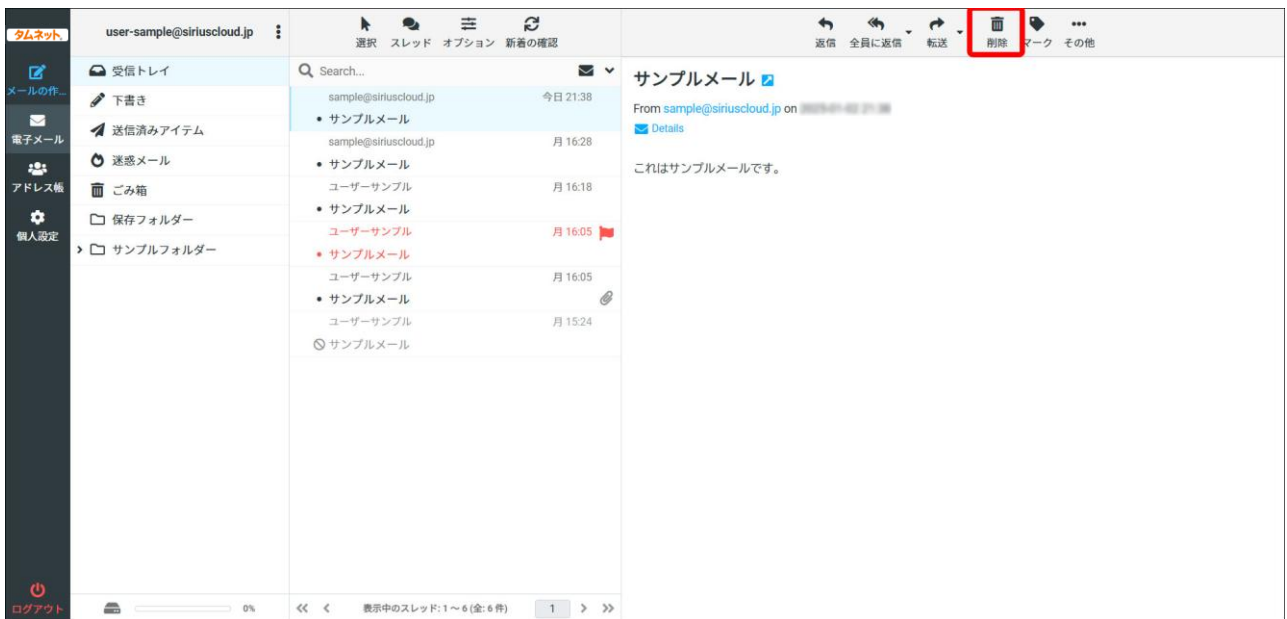 タムネット
メールの作...
電子メール
アドレス帳
個人設定
ログアウト
user-sample@siriuscloud.jp
受信トレイ
下書き
送信済みアイテム
迷惑メール
ごみ箱
保存フォルダー
サンプルフォルダー
0%
選択 スレッド オプション 新着の確認
Search...
sample@siriuscloud.jp 今日 21:38
• サンプルメール
sample@siriuscloud.jp 月 16:28
• サンプルメール
ユーザーサンプル 月 16:18
• サンプルメール
ユーザーサンプル 月 16:05
• サンプルメール
ユーザーサンプル 月 16:05
• サンプルメール
ユーザーサンプル 月 15:24
サンプルメール
表示中のスレッド: 1 ～ 6 (全: 6 件) 1
返信 全員に返信 転送 削除 マーク その他
サンプルメール
From sample@siriuscloud.jp on
Details
これはサンプルメールです。